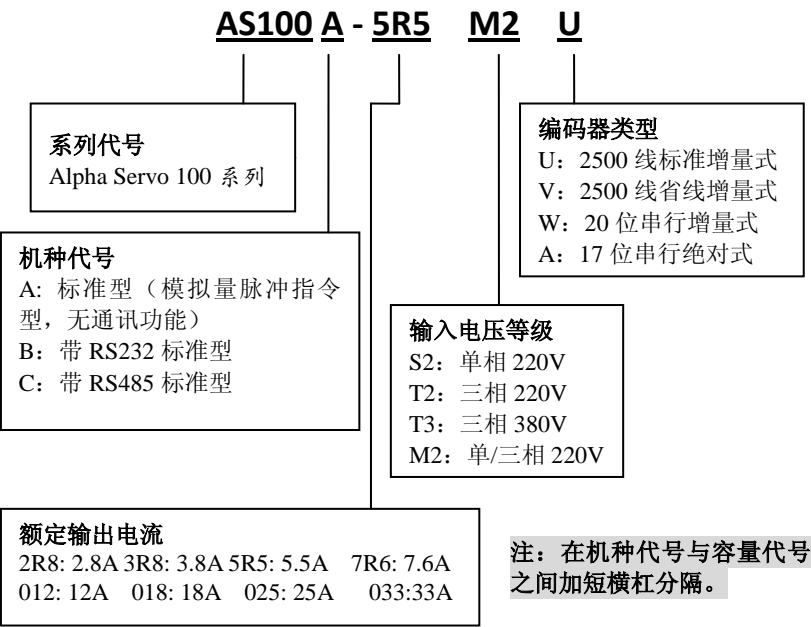 AS100 A - 5R5 M2 U
系列代号
Alpha Servo 100 系列
机种代号
A: 标准型（模拟量脉冲指令
型，无通讯功能）
B：带 RS232 标准型
C：带 RS485 标准型
编码器类型
U：2500 线标准增量式
V：2500 线省线增量式
W：20 位串行增量式
A：17 位串行绝对式
输入电压等级
S2：单相 220V
T2：三相 220V
T3：三相 380V
M2：单/三相 220V
额定输出电流
2R8: 2.8A 3R8: 3.8A 5R5: 5.5A 7R6: 7.6A
012: 12A 018: 18A 025: 25A 033:33A
注：在机种代号与容量代号
之间加短横杠分隔。